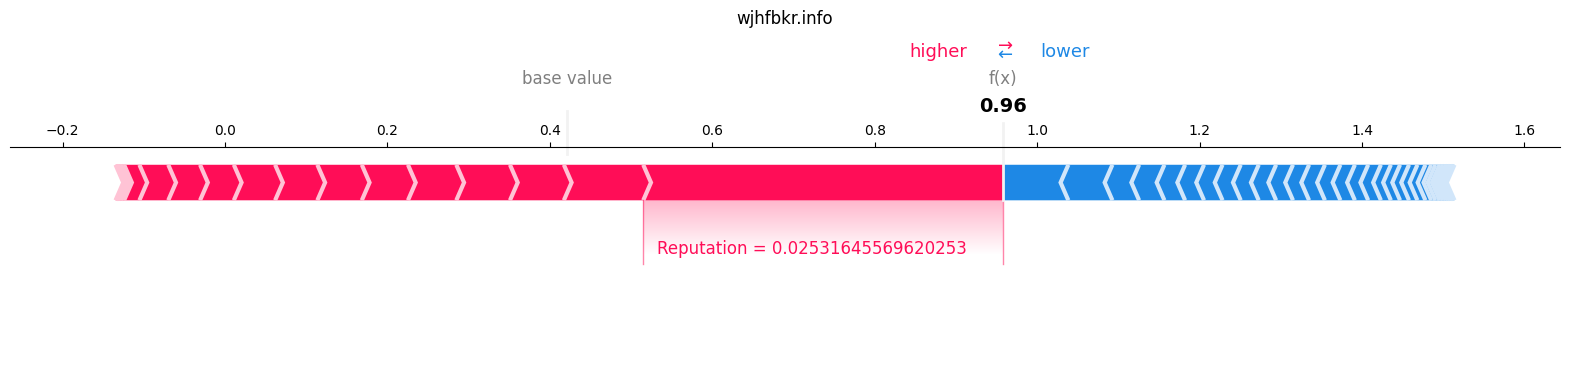 wjhfbkr.info
higher ⇄ lower
base value f(x)
0.96
−0.2 0.0 0.2 0.4 0.6 0.8 1.0 1.2 1.4 1.6
Reputation = 0.02531645569620253